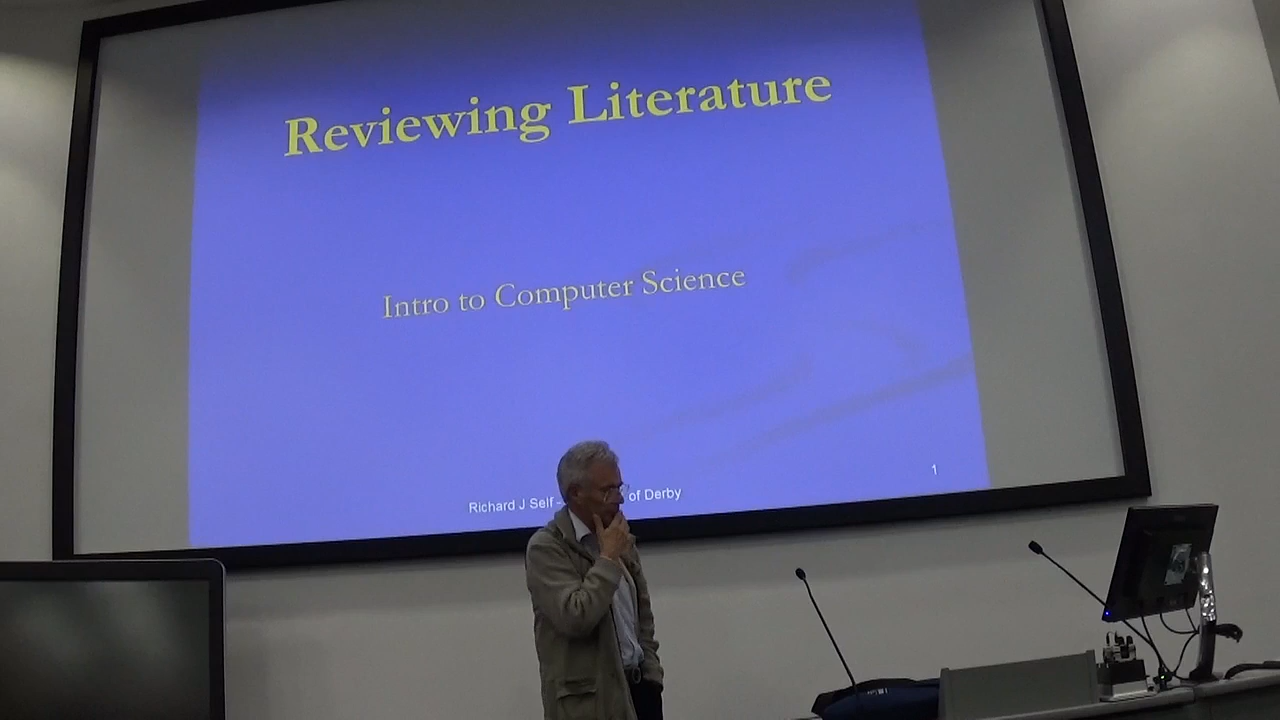 Reviewing Literature
Intro to Computer Science
1
Richard J Self - of Derby